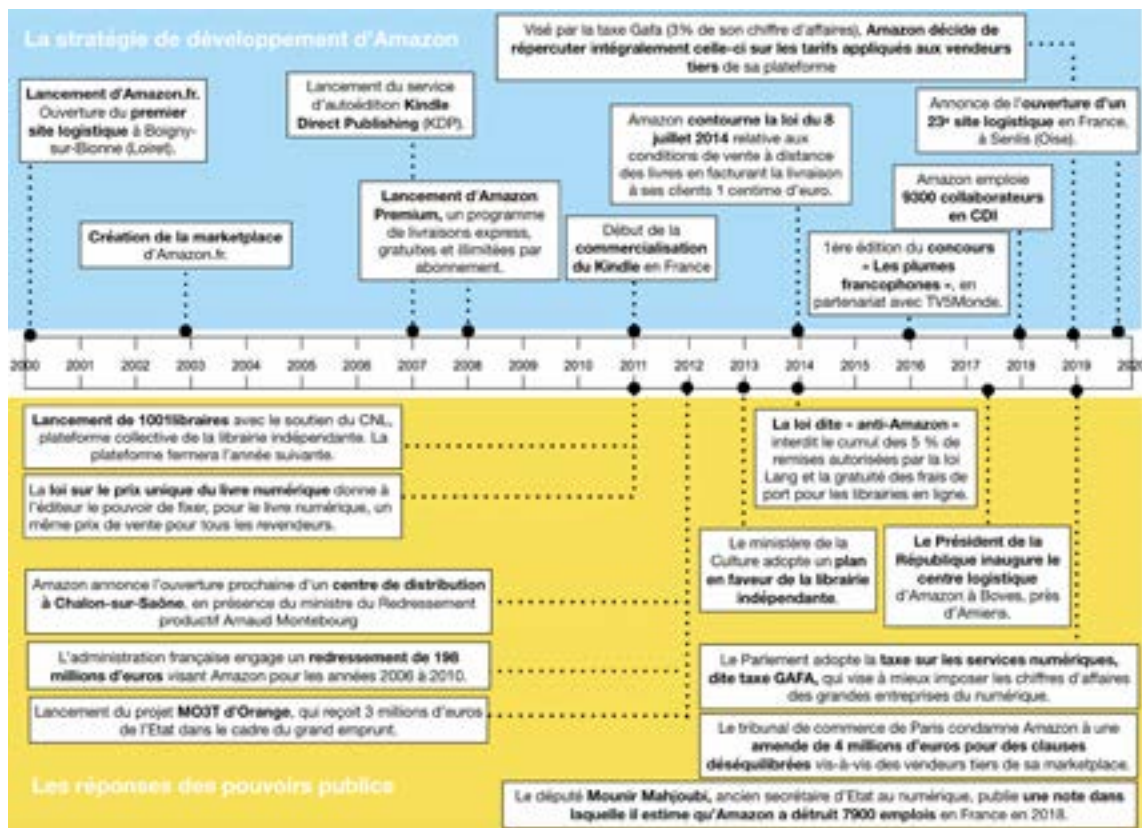 La stratégie de développement d'Amazon
Visé par la taxe Gafa (3% de son chiffre d'affaires), Amazon décide de
répercuter intégralement celle-ci sur les tarifs appliqués aux vendeurs
tiers de sa plateforme
Lancement d'Amazon.fr.
Ouverture du premier
site logistique à Boigny-
sur-Bionne (Loiret).
Lancement du service
d'autoédition Kindle
Direct Publishing (KDP).
Amazon contourne la loi du 8
juillet 2014 relative aux
conditions de vente à distance
des livres en facturant la livraison
à ses clients 1 centime d'euro.
Annonce de l'ouverture d'un
23e site logistique en France,
à Senlis (Oise).
Création de la marketplace
d'Amazon.fr.
Lancement d'Amazon
Premium, un programme
de livraisons express,
gratuites et illimitées par
abonnement.
Début de la
commercialisation
du Kindle en France
Amazon emploie
9300 collaborateurs
en CDI
1ère édition du concours
« Les plumes
francophones », en
partenariat avec TV5Monde.
2000 2001 2002 2003 2004 2005 2006 2007 2008 2009 2010 2011 2012 2013 2014 2015 2016 2017 2018 2019 2020
Lancement de 1001libraires avec le soutien du CNL,
plateforme collective de la librairie indépendante. La
plateforme fermera l'année suivante.
La loi sur le prix unique du livre numérique donne à
l'éditeur le pouvoir de fixer, pour le livre numérique, un
même prix de vente pour tous les revendeurs.
La loi dite « anti-Amazon »
interdit le cumul des 5 % de
remises autorisées par la loi
Lang et la gratuité des frais de
port pour les librairies en ligne.
Le ministère de la
Culture adopte un plan
en faveur de la librairie
indépendante.
Le Président de la
République inaugure le
centre logistique
d'Amazon à Boves, près
d'Amiens.
Amazon annonce l'ouverture prochaine d'un centre de distribution
à Chalon-sur-Saône, en présence du ministre du Redressement
productif Arnaud Montebourg
L'administration française engage un redressement de 198
millions d'euros visant Amazon pour les années 2006 à 2010.
Lancement du projet MO3T d'Orange, qui reçoit 3 millions d'euros
de l'Etat dans le cadre du grand emprunt.
Le Parlement adopte la taxe sur les services numériques,
dite taxe GAFA, qui vise à mieux imposer les chiffres d'affaires
des grandes entreprises du numérique.
Le tribunal de commerce de Paris condamne Amazon à une
amende de 4 millions d'euros pour des clauses
déséquilibrées vis-à-vis des vendeurs tiers de sa marketplace.
Les réponses des pouvoirs publics
Le député Mounir Mahjoubi, ancien secrétaire d'Etat au numérique, publie une note dans
laquelle il estime qu'Amazon a détruit 7900 emplois en France en 2018.